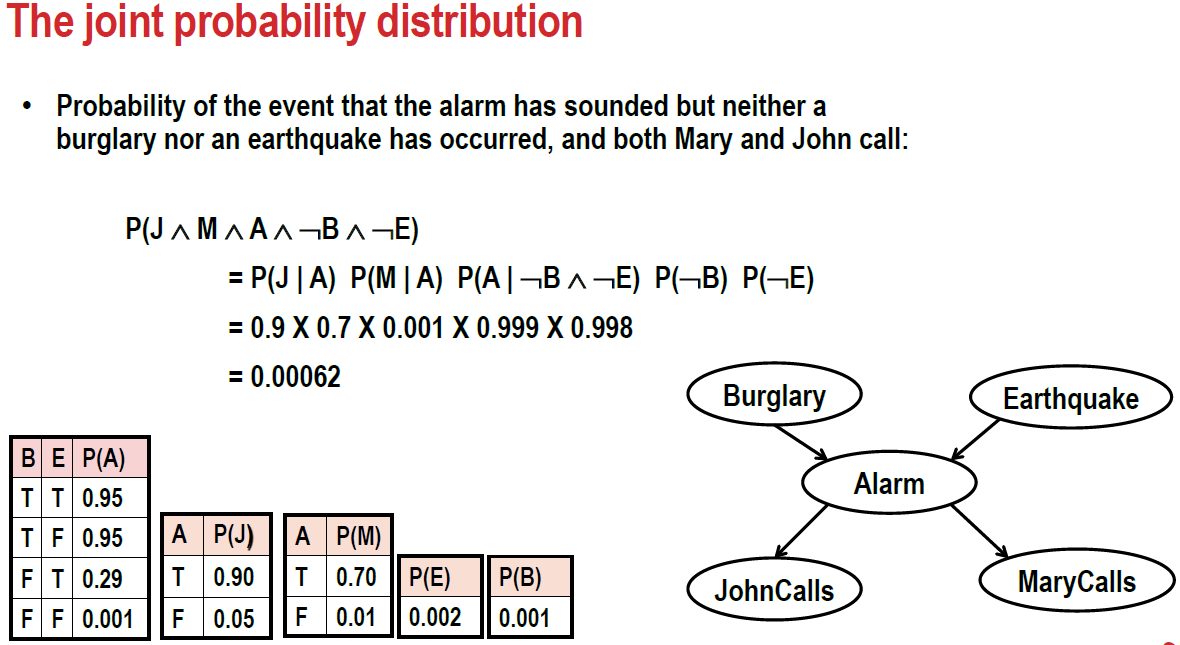 The joint probability distribution
• Probability of the event that the alarm has sounded but neither a
burglary nor an earthquake has occurred, and both Mary and John call:
P(J ∧ M ∧ A ∧ ¬B ∧ ¬E)
= P(J | A) P(M | A) P(A | ¬B ∧ ¬E) P(¬B) P(¬E)
= 0.9 X 0.7 X 0.001 X 0.999 X 0.998
= 0.00062
B E P(A)
T T 0.95
T F 0.95
F T 0.29
F F 0.001
A P(J)
T 0.90
F 0.05
A P(M)
T 0.70
F 0.01
P(E)
0.002
P(B)
0.001
Burglary
Earthquake
Alarm
JohnCalls
MaryCalls